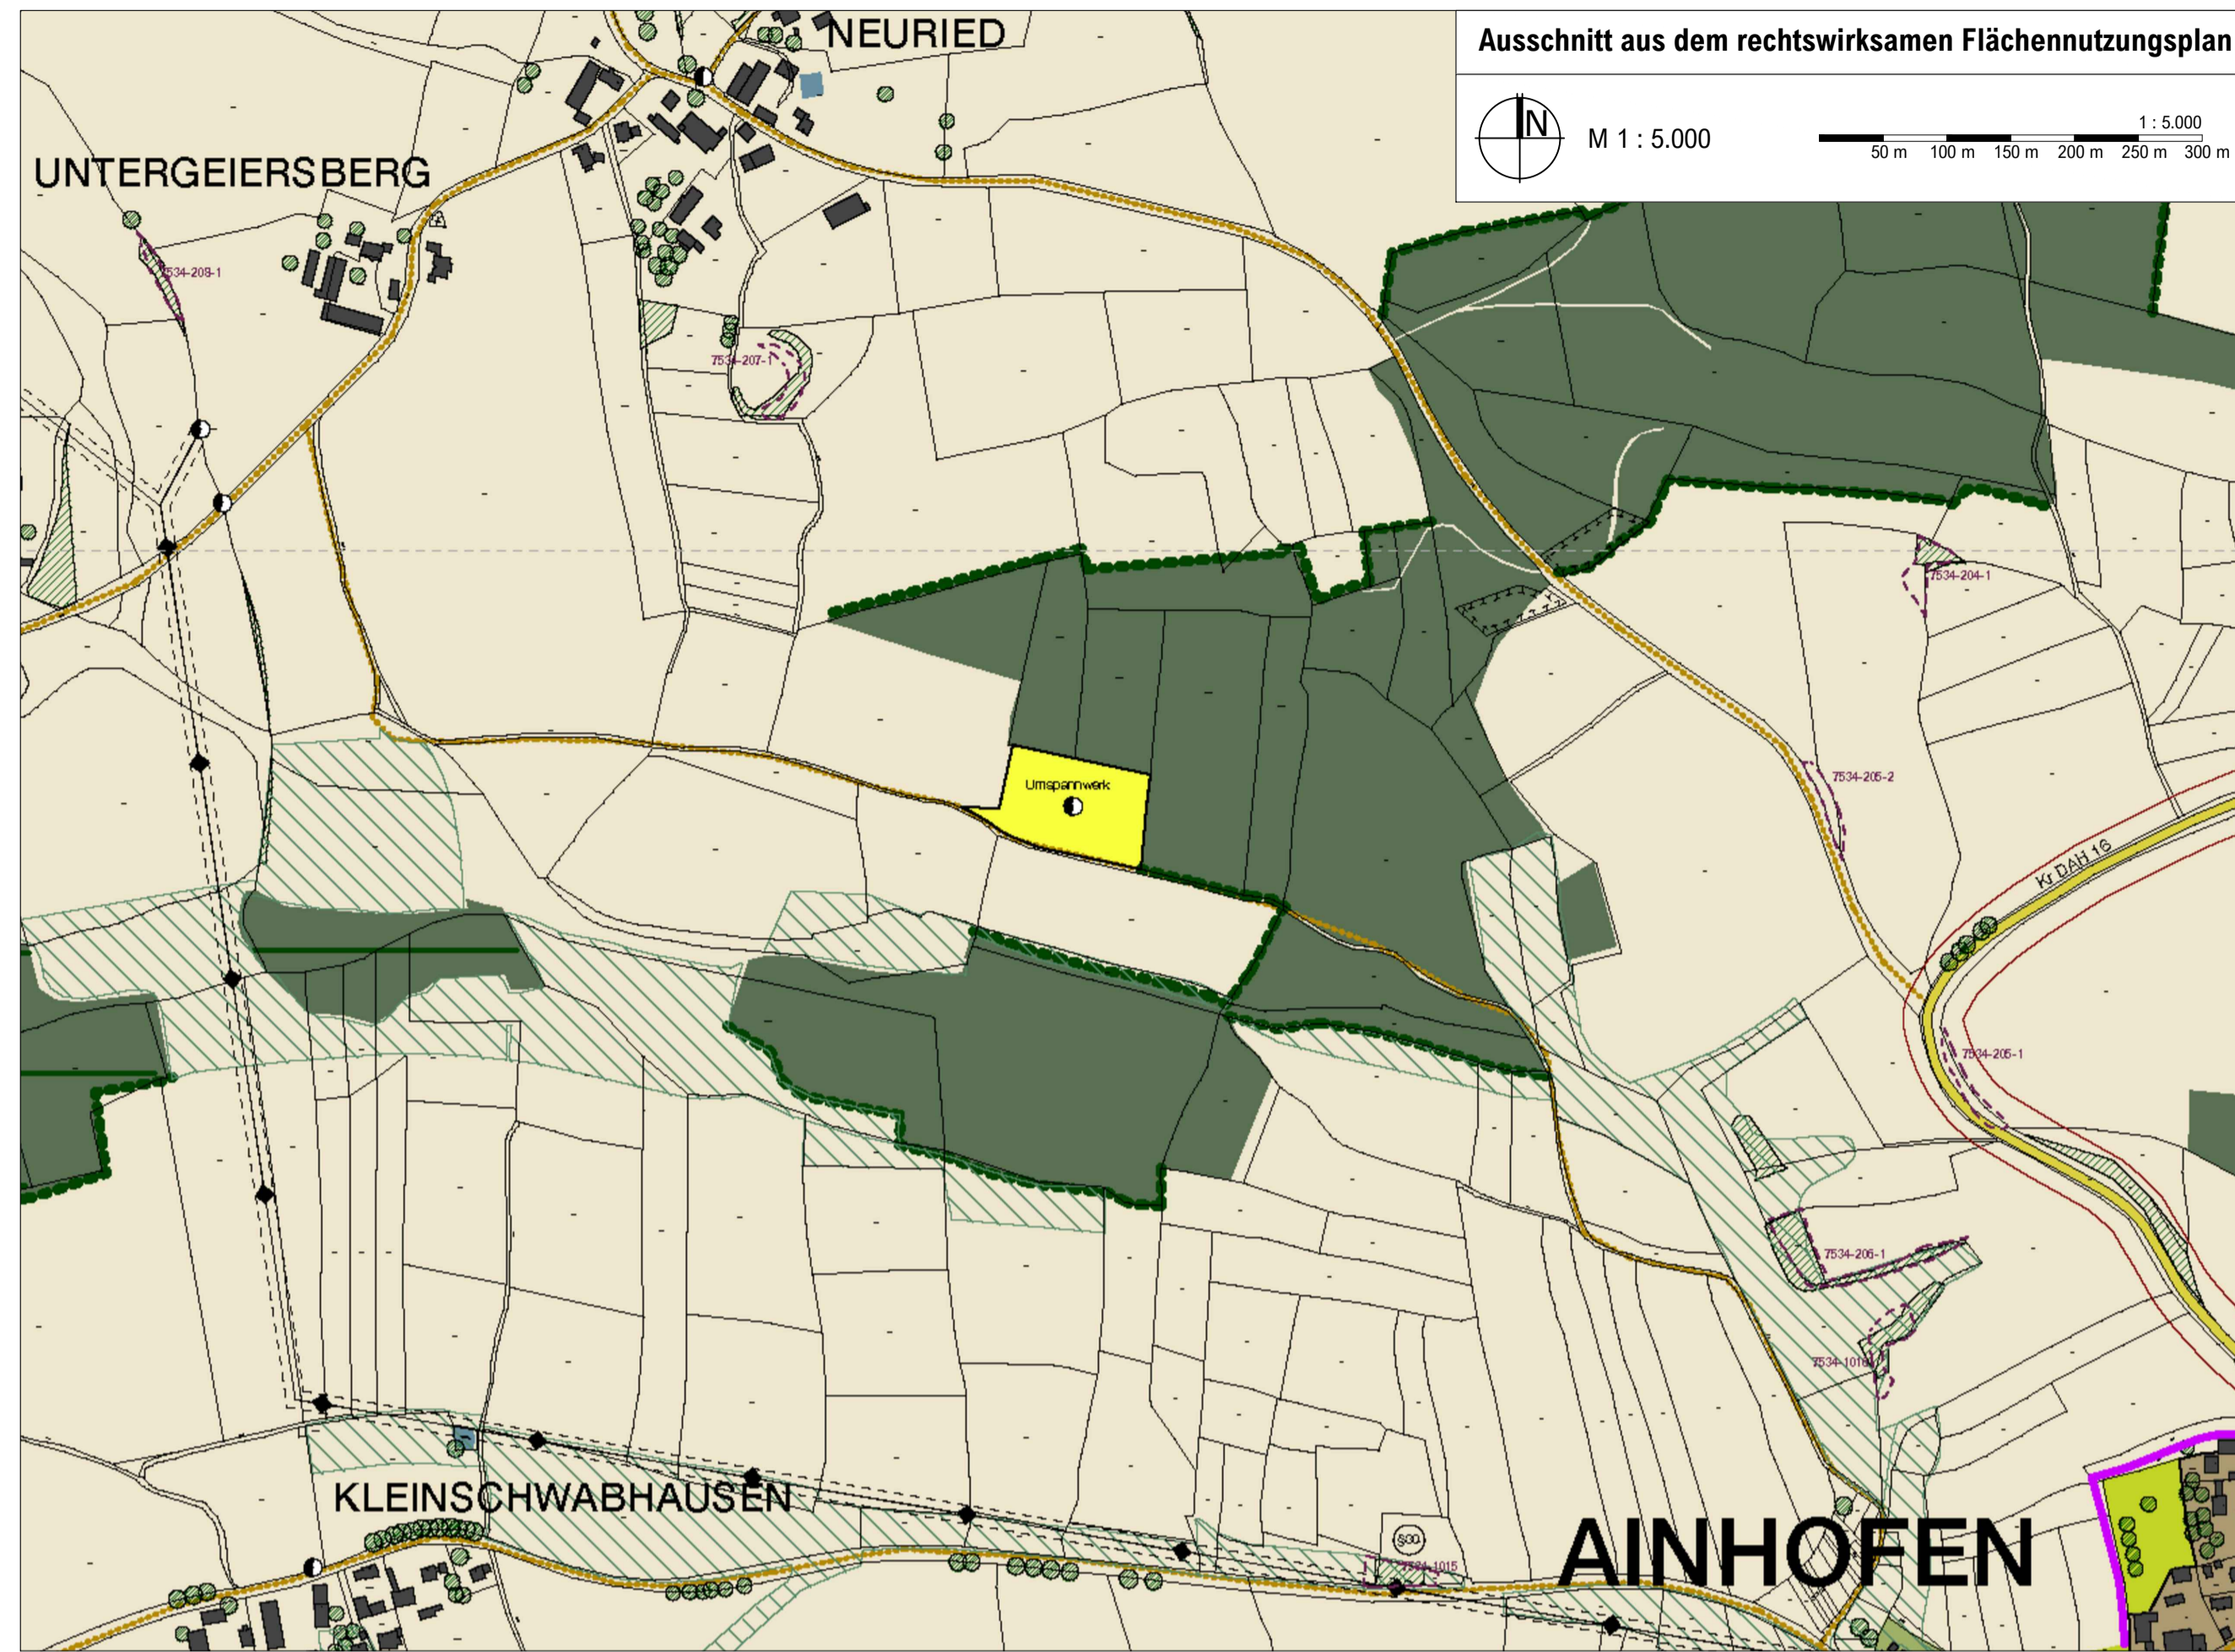 NEURIED
Ausschnitt aus dem rechtswirksamen Flächennutzungsplan
N
M 1 : 5.000
1 : 5.000
50 m 100 m 150 m 200 m 250 m 300 m
UNTERGEIERSBERG
7534-208-1
7534-207-1
7534-204-1
7534-205-2
Umspannwerk
Kr DAH 16
7534-205-1
7534-206-1
7534-1016
KLEINSCHWABHAUSEN
AINHOFEN